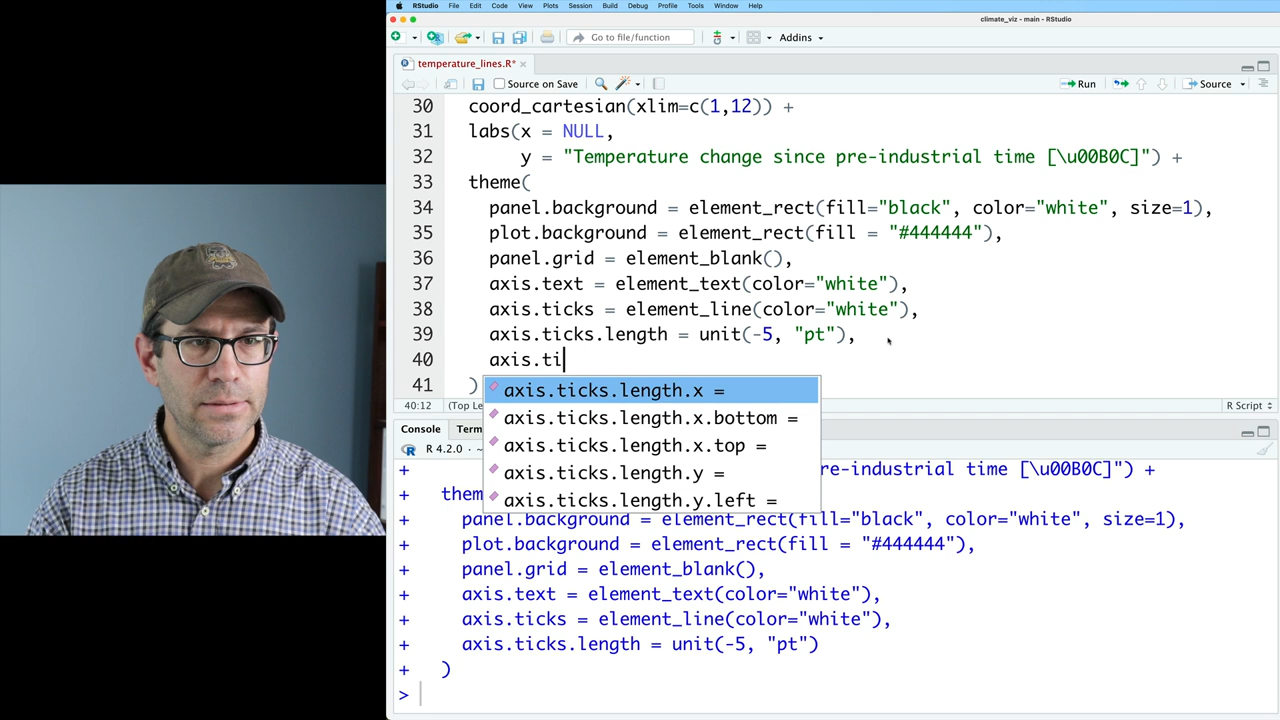 RStudio File Edit Code View Plots Session Build Debug Profile Tools Window Help
climate_viz - main - RStudio
Go to file/function Addins
temperature_lines.R*
Source on Save Run Source
30 coord_cartesian(xlim=c(1,12)) +
31 labs(x = NULL,
32 y = "Temperature change since pre-industrial time [\u00B0C]") +
33 theme(
34 panel.background = element_rect(fill="black", color="white", size=1),
35 plot.background = element_rect(fill = "#444444"),
36 panel.grid = element_blank(),
37 axis.text = element_text(color="white"),
38 axis.ticks = element_line(color="white"),
39 axis.ticks.length = unit(-5, "pt"),
40 axis.ti
41 )
axis.ticks.length.x =
axis.ticks.length.x.bottom =
axis.ticks.length.x.top =
axis.ticks.length.y =
axis.ticks.length.y.left =
40:12 (Top Le R Script
Console Term
R 4.2.0 · ~
+ pre-industrial time [\u00B0C]") +
+ them
+ panel.background = element_rect(fill="black", color="white", size=1),
+ plot.background = element_rect(fill = "#444444"),
+ panel.grid = element_blank(),
+ axis.text = element_text(color="white"),
+ axis.ticks = element_line(color="white"),
+ axis.ticks.length = unit(-5, "pt")
+ )
>